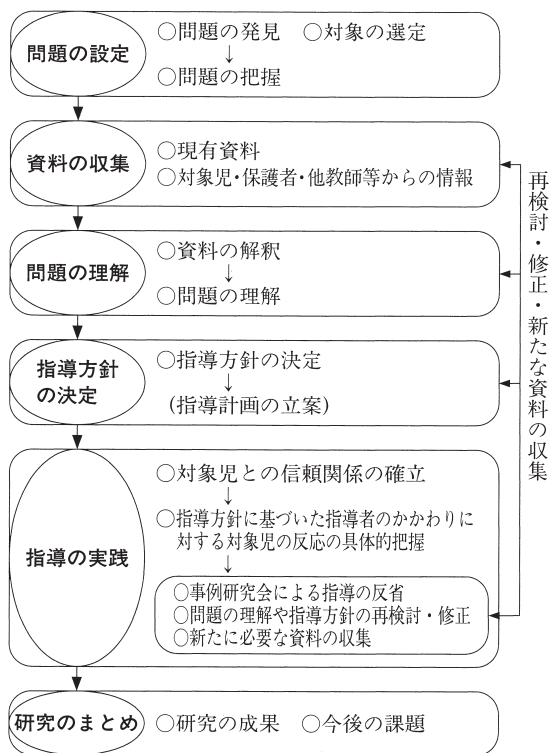 問題の設定
○問題の発見 ○対象の選定
↓
○問題の把握
資料の収集
○現有資料
○対象児・保護者・他教師等からの情報
問題の理解
○資料の解釈
↓
○問題の理解
指導方針
の決定
○指導方針の決定
↓
(指導計画の立案)
指導の実践
○対象児との信頼関係の確立
↓
○指導方針に基づいた指導者のかかわりに
対する対象児の反応の具体的把握
↓
○事例研究会による指導の反省
○問題の理解や指導方針の再検討・修正
○新たに必要な資料の収集
再検討・修正・新たな資料の収集
研究のまとめ
○研究の成果 ○今後の課題